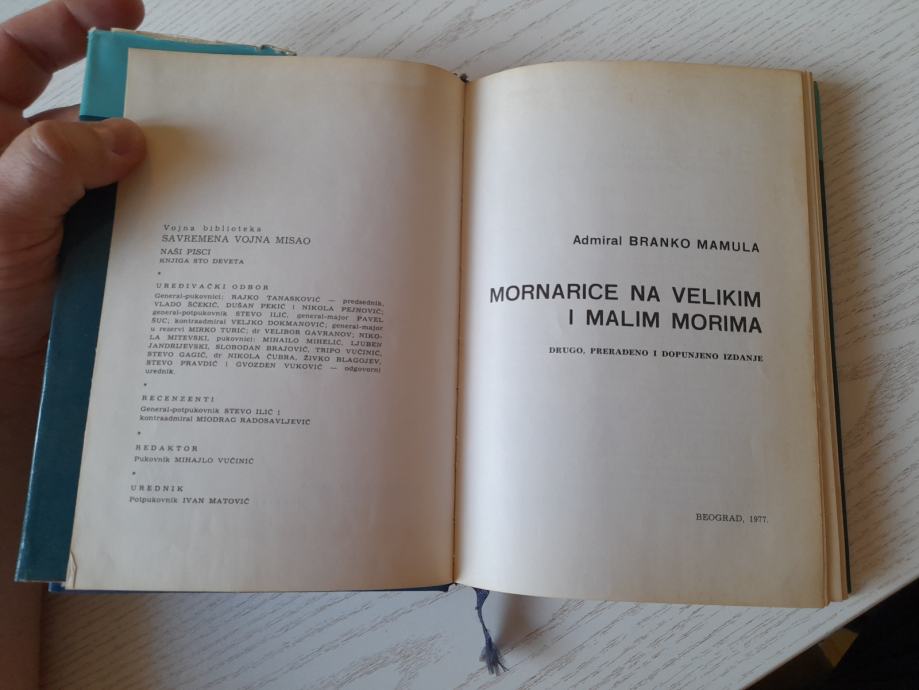 Vojna biblioteka
SAVREMENA VOJNA MISAO
NAŠI PISCI
KNJIGA STO DEVETA
*
UREĐIVAČKI ODBOR
General-pukovnici: RAJKO TANASKOVIĆ — predsednik,
VLADO ŠĆEKIĆ, DUŠAN PEKIĆ i NIKOLA PEJNOVIĆ;
general-potpukovnik STEVO ILIĆ, general-major PAVEL
ŠUC; kontraadmiral VELJKO DOKMANOVIĆ; general-major
u rezervi MIRKO TURIĆ; dr VELIBOR GAVRANOV; NIKO-
LA MITEVSKI, pukovnici: MIHAILO MIHELIĆ, LJUBEN
JANDRIJEVSKI, SLOBODAN BRAJOVIĆ, TRIPO VUČINIĆ,
STEVO GAGIĆ, dr NIKOLA ČUBRA, ŽIVKO BLAGOJEV,
STEVO PRAVDIĆ i GVOZDEN VUKOVIĆ — odgovorni
urednik.
*
RECENZENTI
General-potpukovnik STEVO ILIĆ i
kontraadmiral MIODRAG RADOSAVLJEVIĆ
*
REDAKTOR
Pukovnik MIHAJLO VUČINIĆ
*
UREDNIK
Potpukovnik IVAN MATOVIĆ
Admiral BRANKO MAMULA
MORNARICE NA VELIKIM
I MALIM MORIMA
DRUGO, PRERAĐENO I DOPUNJENO IZDANJE
BEOGRAD, 1977.